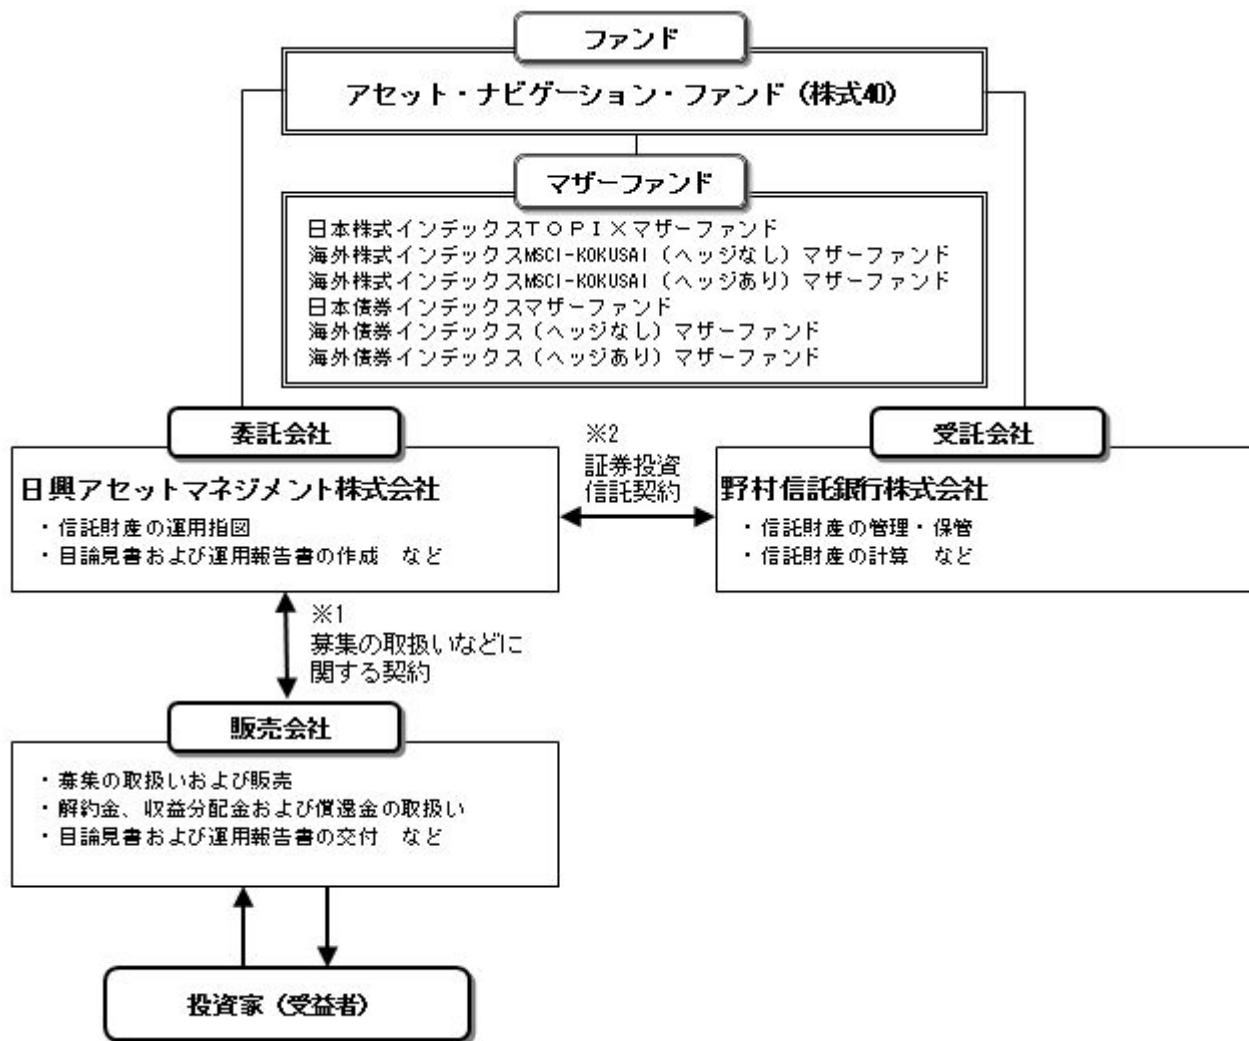 ファンド
アセット・ナビゲーション・ファンド（株式40）
マザーファンド
日本株式インデックスＴＯＰＩＸマザーファンド
海外株式インデックスMSCI-KOKUSAI（ヘッジなし）マザーファンド
海外株式インデックスMSCI-KOKUSAI（ヘッジあり）マザーファンド
日本債券インデックスマザーファンド
海外債券インデックス（ヘッジなし）マザーファンド
海外債券インデックス（ヘッジあり）マザーファンド
委託会社
日興アセットマネジメント株式会社
・信託財産の運用指図
・目論見書および運用報告書の作成　など
※2
証券投資
信託契約
受託会社
野村信託銀行株式会社
・信託財産の管理・保管
・信託財産の計算　など
※1
募集の取扱いなどに
関する契約
販売会社
・募集の取扱いおよび販売
・解約金、収益分配金および償還金の取扱い
・目論見書および運用報告書の交付　など
投資家（受益者）